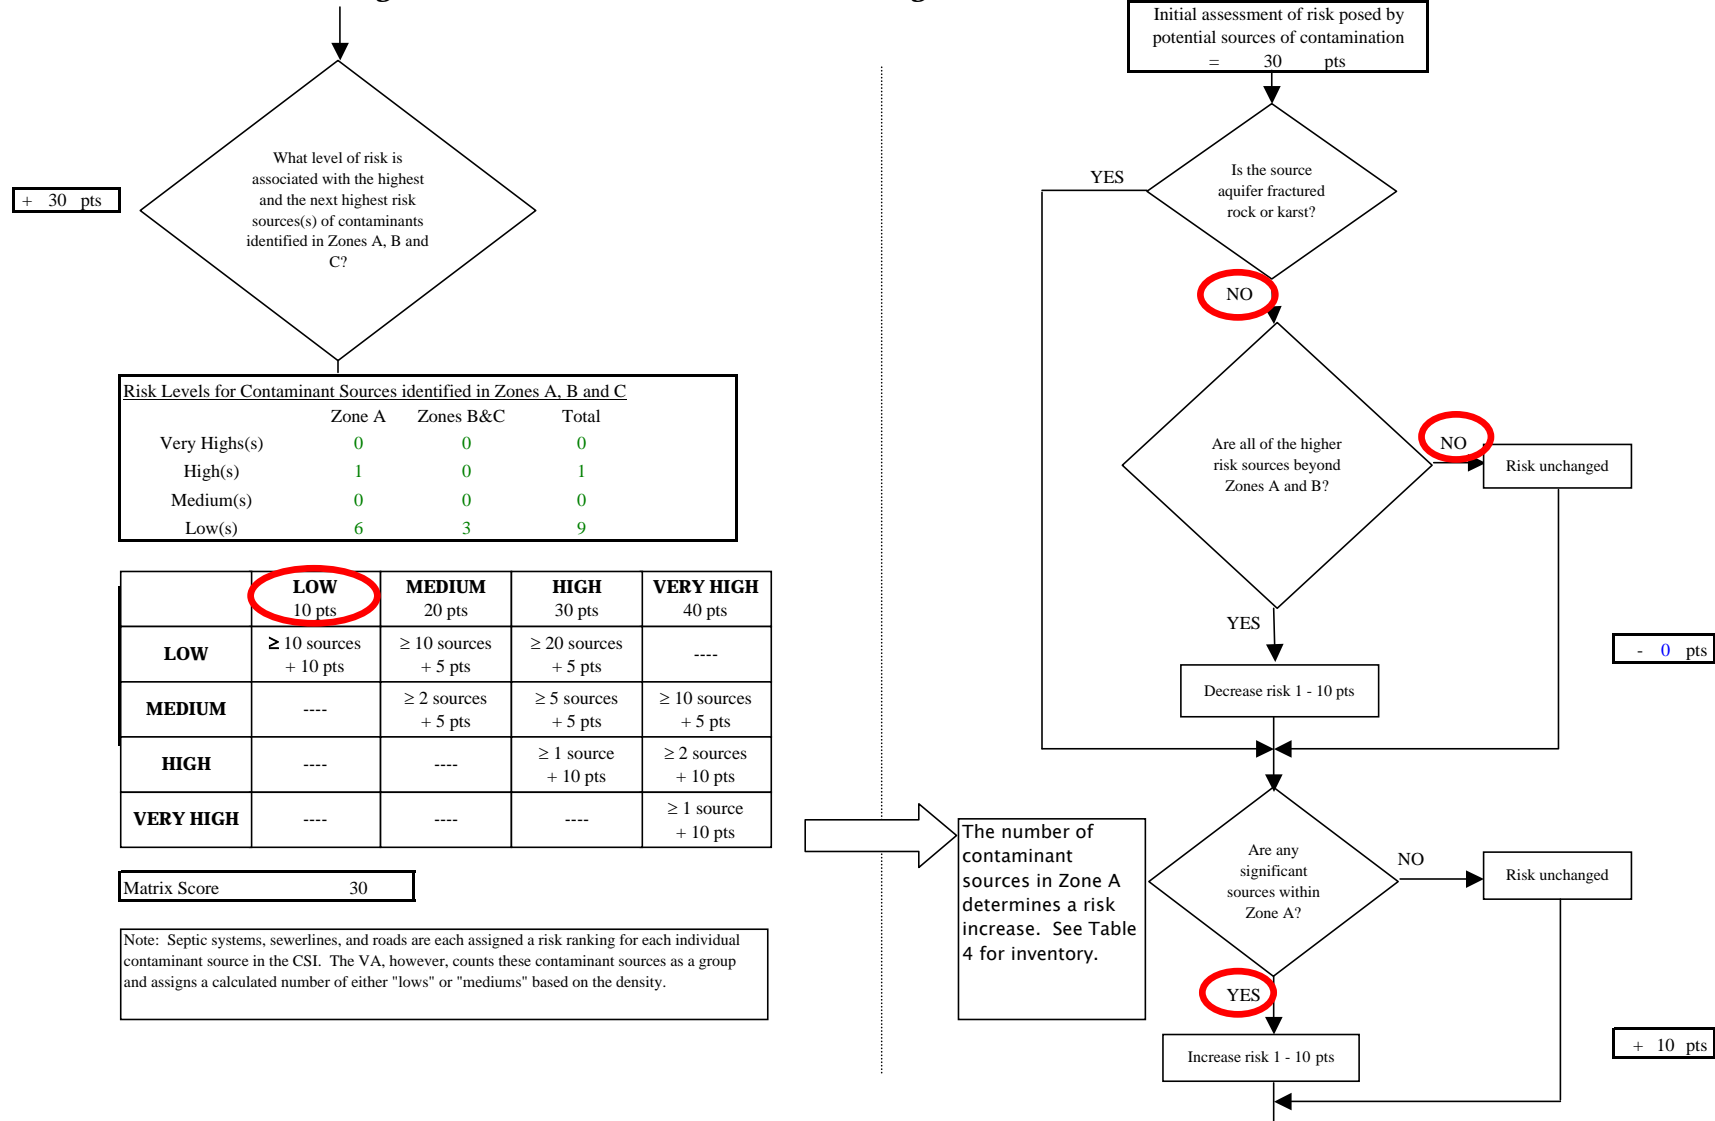 What level of risk is
associated with the highest
and the next highest risk
sources(s) of contaminants
identified in Zones A, B and
C?
+ 30 pts
Risk Levels for Contaminant Sources identified in Zones A, B and C
Zone A Zones B&C Total
Very Highs(s) 0 0 0
High(s) 1 0 1
Medium(s) 0 0 0
Low(s) 6 3 9
LOW MEDIUM HIGH VERY HIGH
10 pts 20 pts 30 pts 40 pts
LOW ≥ 10 sources + 10 pts ≥ 10 sources + 5 pts ≥ 20 sources + 5 pts ----
MEDIUM ---- ≥ 2 sources + 5 pts ≥ 5 sources + 5 pts ≥ 10 sources + 5 pts
HIGH ---- ---- ≥ 1 source + 10 pts ≥ 2 sources + 10 pts
VERY HIGH ---- ---- ---- ≥ 1 source + 10 pts
Matrix Score 30
Note: Septic systems, sewerlines, and roads are each assigned a risk ranking for each individual
contaminant source in the CSI. The VA, however, counts these contaminant sources as a group
and assigns a calculated number of either "lows" or "mediums" based on the density.
Initial assessment of risk posed by
potential sources of contamination
= 30 pts
Is the source
aquifer fractured
rock or karst?
YES
NO
Are all of the higher
risk sources beyond
Zones A and B?
NO
Risk unchanged
YES
Decrease risk 1 - 10 pts
- 0 pts
The number of
contaminant
sources in Zone A
determines a risk
increase. See Table
4 for inventory.
Are any
significant
sources within
Zone A?
NO
Risk unchanged
YES
Increase risk 1 - 10 pts
+ 10 pts